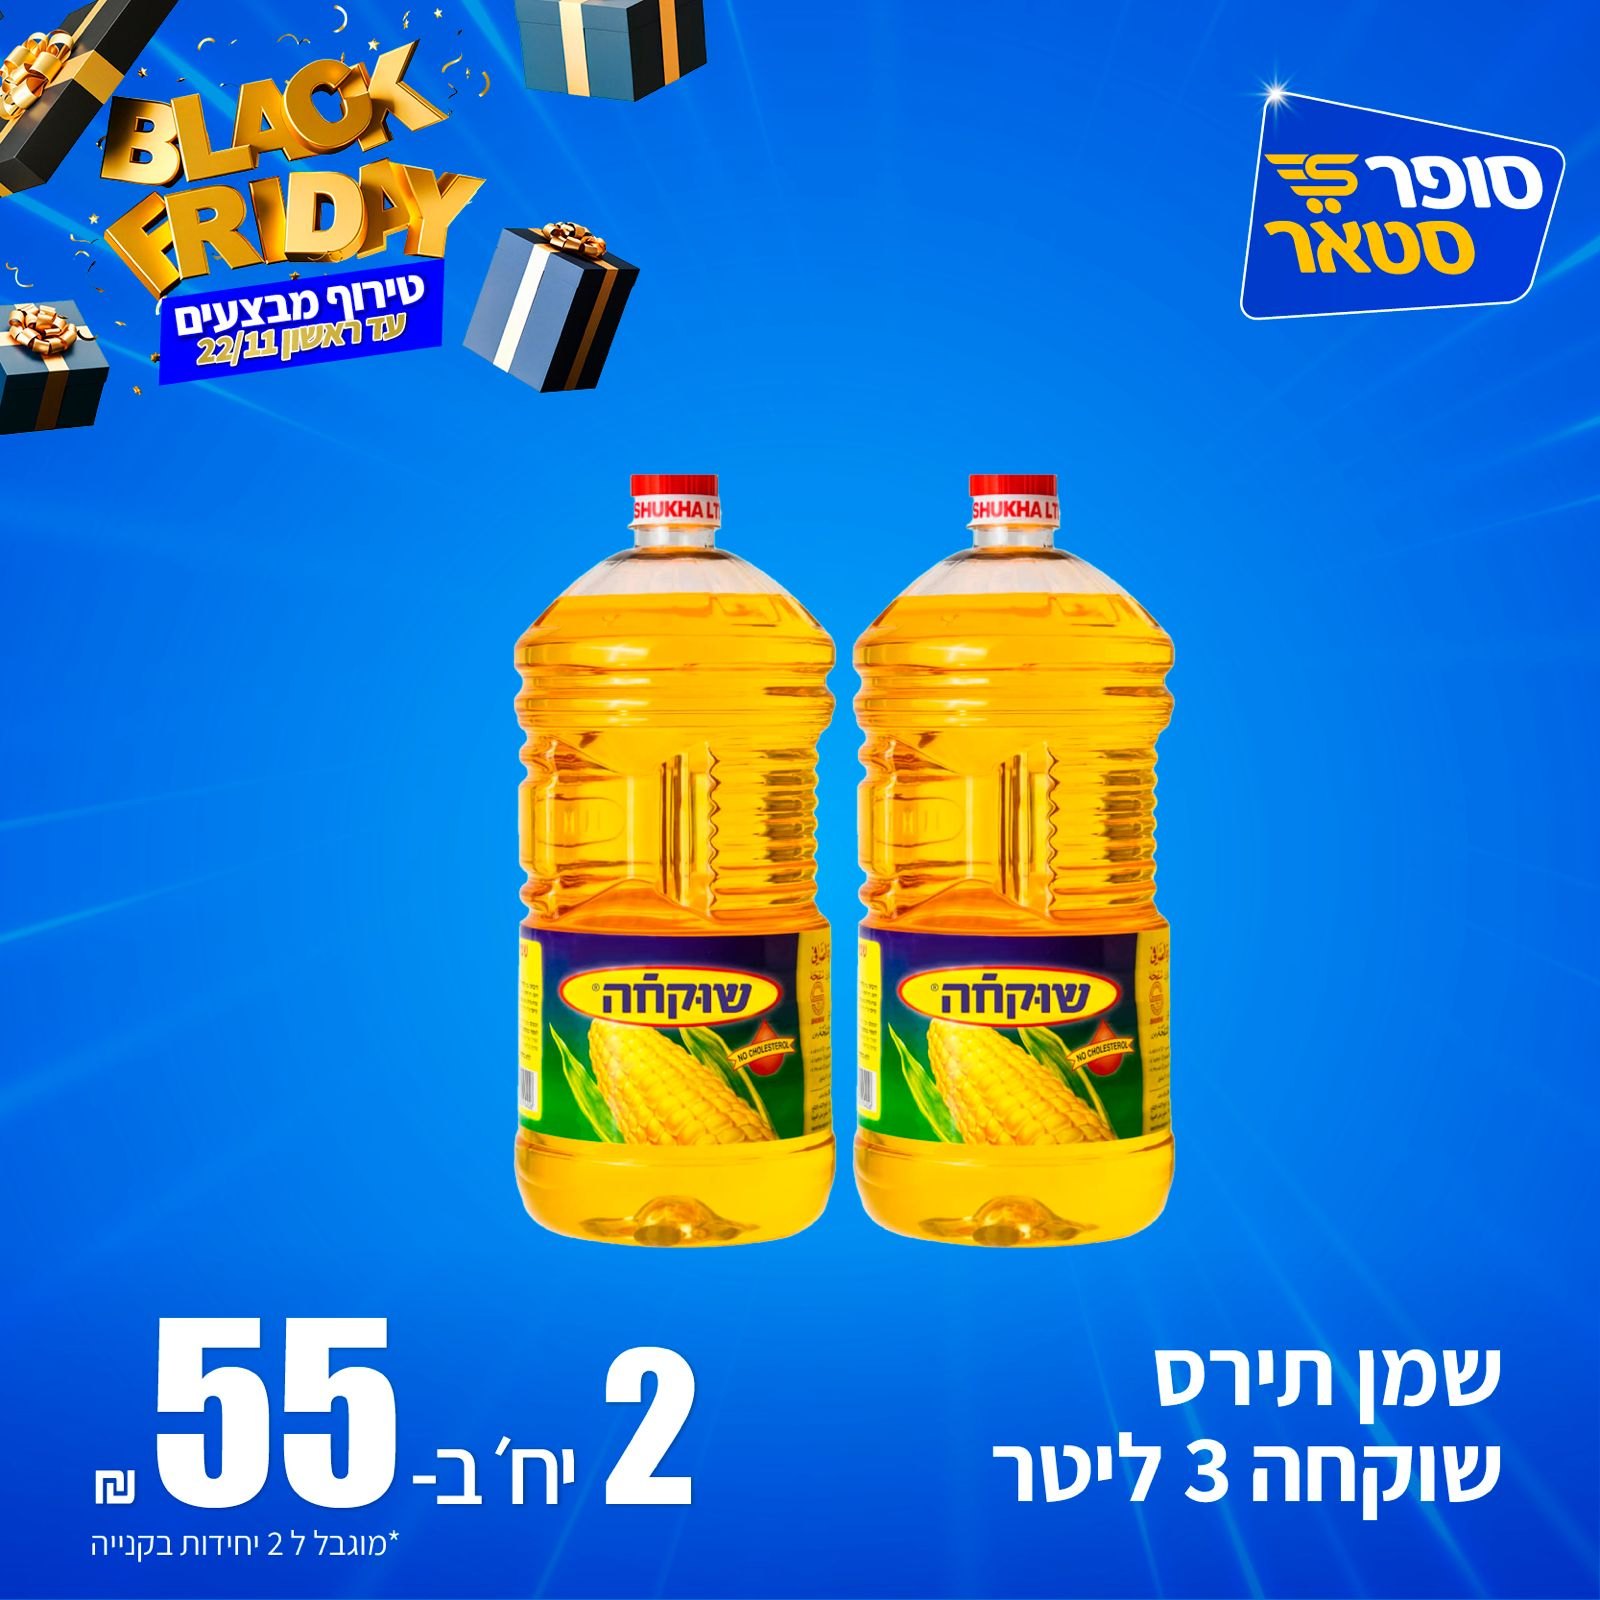 BLACK
FRIDAY
טירוף מבצעים
עד ראשון 22/11
סופר
סטאר
SHUKHA LT
SHUKHA LT
שוקחה®
NO CHOLESTEROL
שוקחה®
NO CHOLESTEROL
שמן תירס
שוקחה 3 ליטר
2 יח' ב-55 ₪
*מוגבל ל 2 יחידות בקנייה